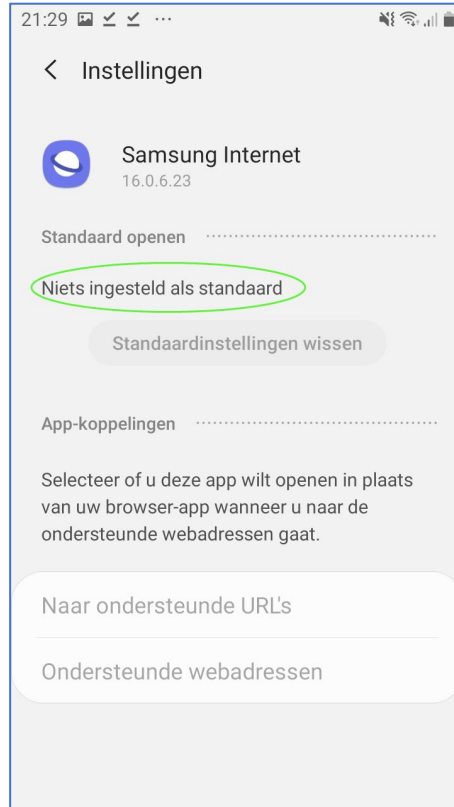 21:29
Instellingen
Samsung Internet
16.0.6.23
Standaard openen
Niets ingesteld als standaard
Standaardinstellingen wissen
App-koppelingen
Selecteer of u deze app wilt openen in plaats
van uw browser-app wanneer u naar de
ondersteunde webadressen gaat.
Naar ondersteunde URL's
Ondersteunde webadressen